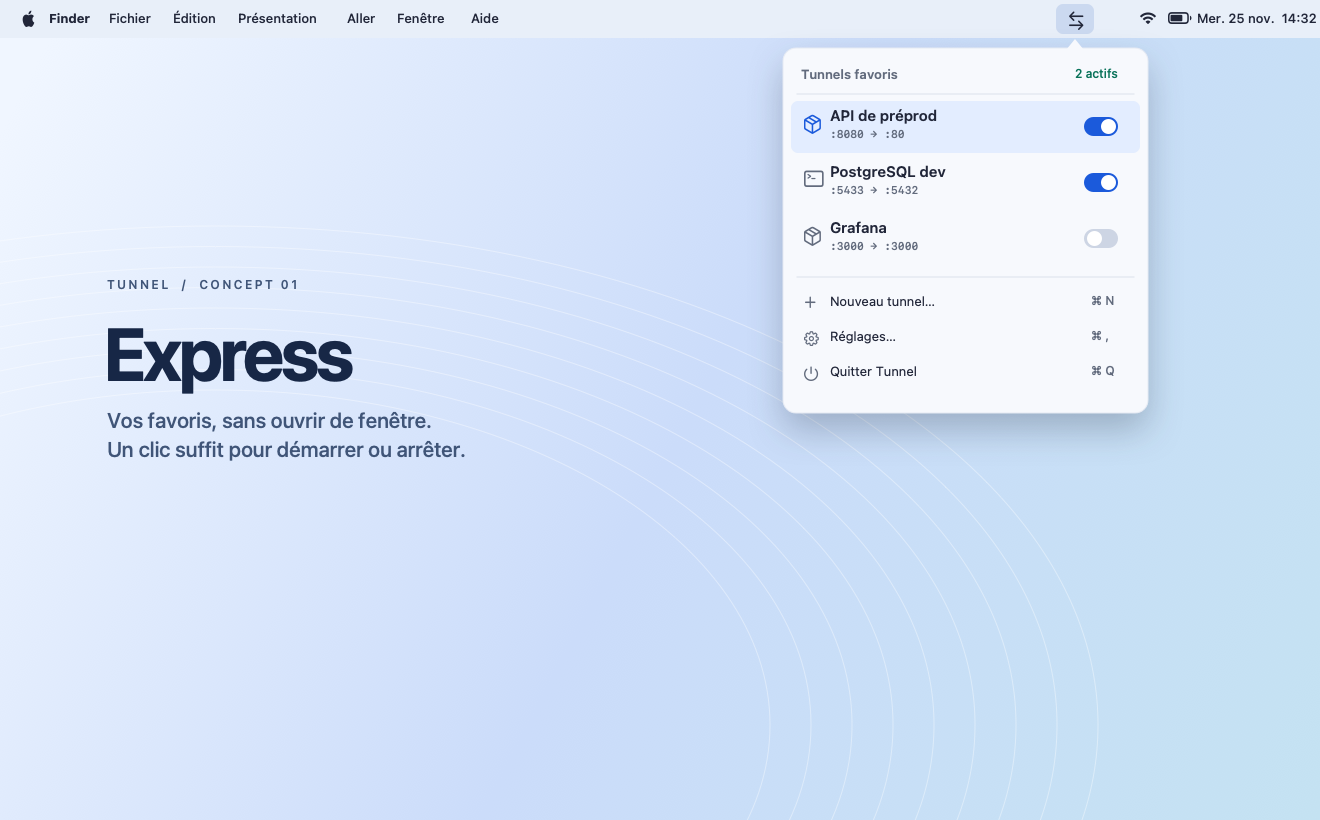 Finder Fichier Édition Présentation Aller Fenêtre Aide Mer. 25 nov. 14:32
Tunnels favoris 2 actifs
API de préprod
:8080 → :80
PostgreSQL dev
:5433 → :5432
Grafana
:3000 → :3000
Nouveau tunnel… ⌘ N
Réglages… ⌘ ,
Quitter Tunnel ⌘ Q
TUNNEL / CONCEPT 01
Express
Vos favoris, sans ouvrir de fenêtre.
Un clic suffit pour démarrer ou arrêter.